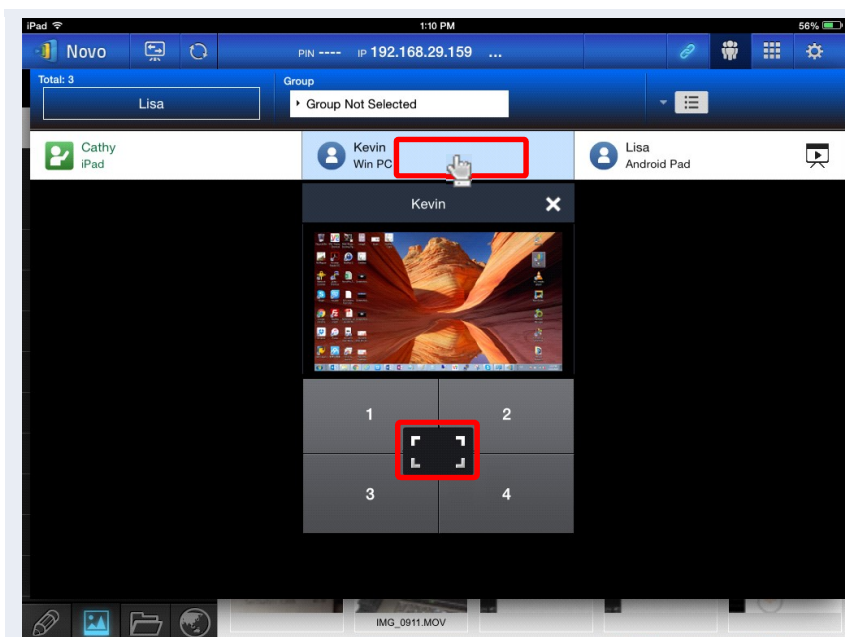 iPad 1:10 PM 56%
Novo PIN ---- IP 192.168.29.159 ...
Total: 3 Group
Lisa Group Not Selected
Cathy Kevin Lisa
iPad Win PC Android Pad
Kevin
1 2
3 4
IMG_0911.MOV